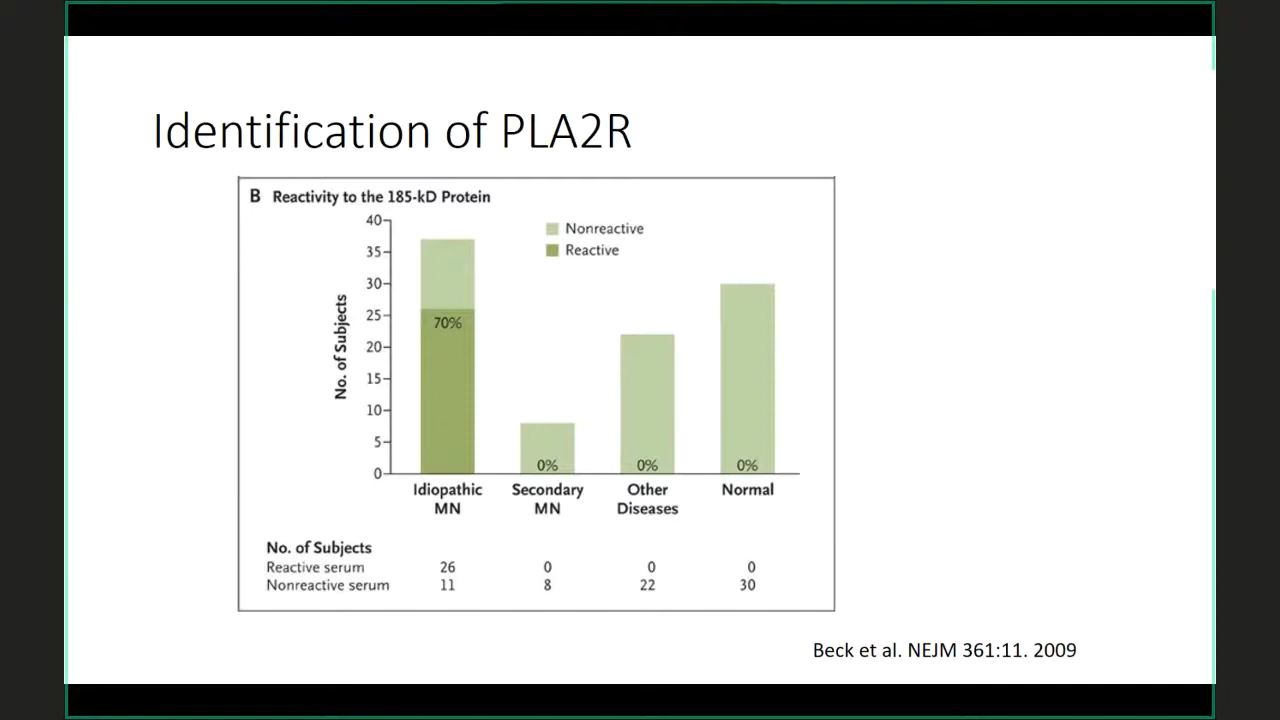 Identification of PLA2R
B Reactivity to the 185-kD Protein
40
35
30
25
20
15
10
5
0
No. of Subjects
Nonreactive
Reactive
70%
0%
0%
0%
Idiopathic MN
Secondary MN
Other Diseases
Normal
No. of Subjects
Reactive serum 26 0 0 0
Nonreactive serum 11 8 22 30
Beck et al. NEJM 361:11. 2009